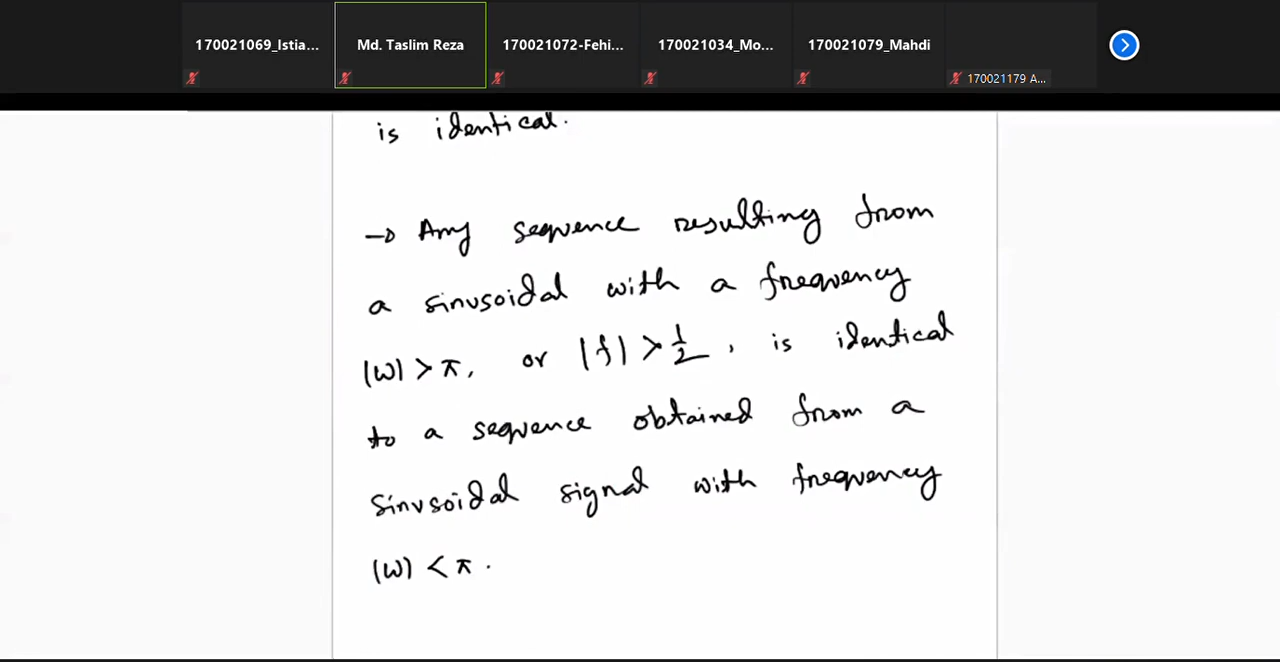 170021069_Istia...
Md. Taslim Reza
170021072-Fehi...
170021034_Mo...
170021079_Mahdi
170021179 A...
is identical.
→ Any sequence resulting from
a sinusoidal with a frequency
|ω| > π, or |f| > 1/2, is identical
to a sequence obtained from a
sinusoidal signal with frequency
|ω| < π.